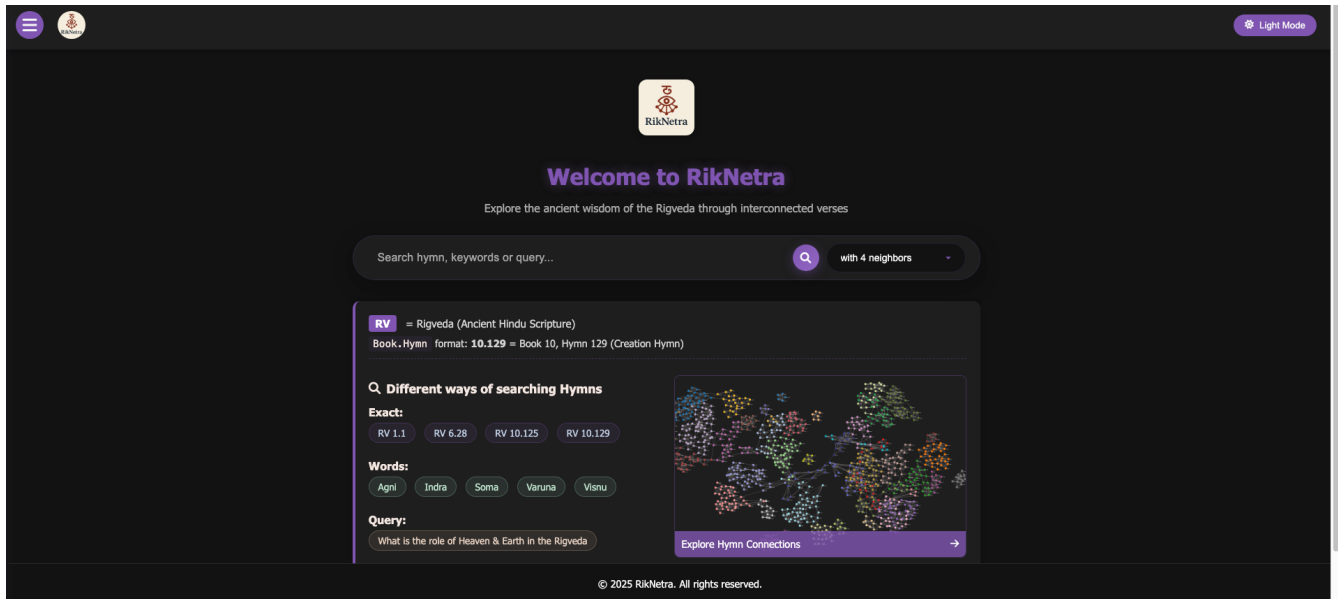 RikNetra
Light Mode
RikNetra
Welcome to RikNetra
Explore the ancient wisdom of the Rigveda through interconnected verses
Search hymn, keywords or query...
with 4 neighbors
RV = Rigveda (Ancient Hindu Scripture)
Book.Hymn format: 10.129 = Book 10, Hymn 129 (Creation Hymn)
Different ways of searching Hymns
Exact:
RV 1.1 RV 6.28 RV 10.125 RV 10.129
Words:
Agni Indra Soma Varuna Visnu
Query:
What is the role of Heaven & Earth in the Rigveda
Explore Hymn Connections →
© 2025 RikNetra. All rights reserved.